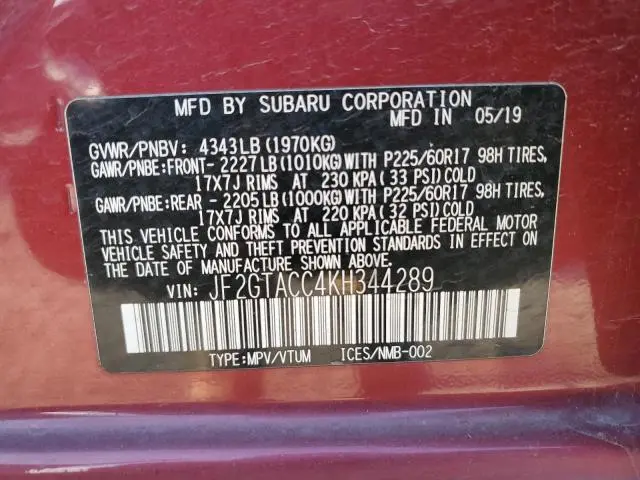 MFD BY SUBARU CORPORATION
MFD IN 05/19
GVWR/PNBV: 4343LB (1970KG)
GAWR/PNBE:FRONT- 2227LB (1010KG)WITH P225/60R17 98H TIRES,
17X7J RIMS AT 230 KPA( 33 PSI)COLD
GAWR/PNBE:REAR - 2205LB (1000KG)WITH P225/60R17 98H TIRES,
17X7J RIMS AT 220 KPA( 32 PSI)COLD
THIS VEHICLE CONFORMS TO ALL APPLICABLE FEDERAL MOTOR
VEHICLE SAFETY AND THEFT PREVENTION STANDARDS IN EFFECT ON
THE DATE OF MANUFACTURE SHOWN ABOVE.
VIN: JF2GTACC4KH344289
TYPE:MPV/VTUM ICES/NMB-002